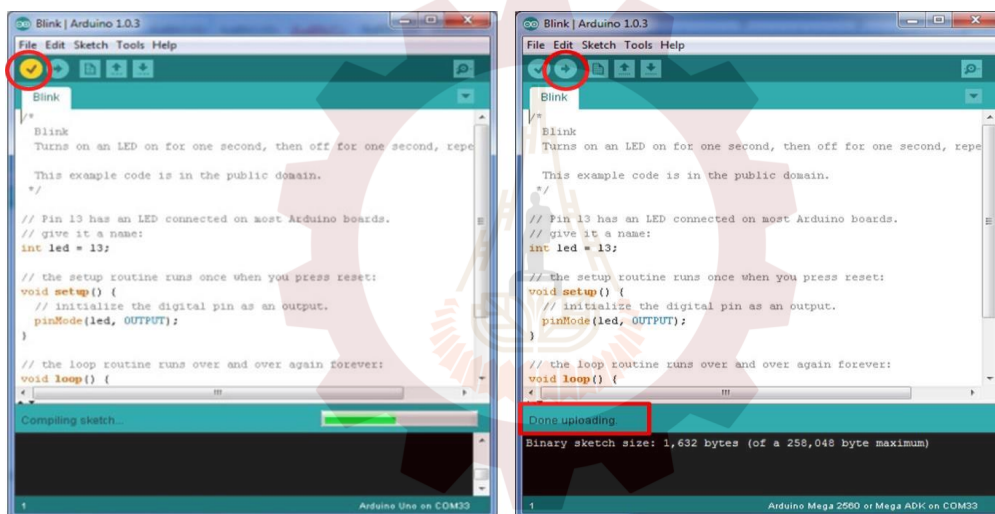 Blink | Arduino 1.0.3
File Edit Sketch Tools Help
Blink
/*
Blink
Turns on an LED on for one second, then off for one second, repe
This example code is in the public domain.
*/
// Pin 13 has an LED connected on most Arduino boards.
// give it a name:
int led = 13;
// the setup routine runs once when you press reset:
void setup() {
// initialize the digital pin as an output.
pinMode(led, OUTPUT);
}
// the loop routine runs over and over again forever:
void loop() {
Compiling sketch...
1
Arduino Uno on COM33
Blink | Arduino 1.0.3
File Edit Sketch Tools Help
Blink
/*
Blink
Turns on an LED on for one second, then off for one second, repe
This example code is in the public domain.
*/
// Pin 13 has an LED connected on most Arduino boards.
// give it a name:
int led = 13;
// the setup routine runs once when you press reset:
void setup() {
// initialize the digital pin as an output.
pinMode(led, OUTPUT);
}
// the loop routine runs over and over again forever:
void loop() {
Done uploading.
Binary sketch size: 1,632 bytes (of a 258,048 byte maximum)
1
Arduino Mega 2560 or Mega ADK on COM33